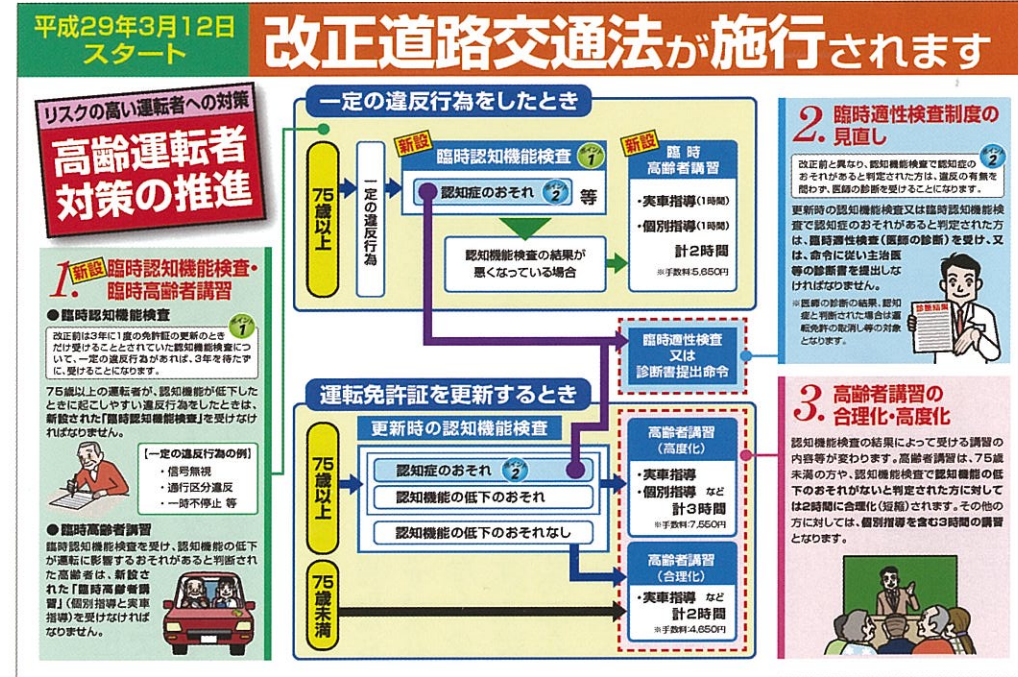 平成29年3月12日
スタート
改正道路交通法が施行されます
リスクの高い運転者への対策
高齢運転者
対策の推進
1. 新設 臨時認知機能検査・
臨時高齢者講習
●臨時認知機能検査
ポイント1
改正前は3年に1度の免許証の更新のとき
だけ受けることとされていた認知機能検査につ
いて、一定の違反行為があれば、3年を待たず
に、受けることになります。
75歳以上の運転者が、認知機能が低下した
ときに起こしやすい違反行為をしたときは、
新設された「臨時認知機能検査」を受けなけ
ればなりません。
【一定の違反行為の例】
・信号無視
・通行区分違反
・一時不停止 等
●臨時高齢者講習
臨時認知機能検査を受け、認知機能の低下
が運転に影響するおそれがあると判断され
た高齢者は、新設さ
れた「臨時高齢者講
習」（個別指導と実車
指導）を受けなければ
なりません。
一定の違反行為をしたとき
75歳以上
一定の違反行為
新設
臨時認知機能検査 ポイント1
認知症のおそれ ポイント2 等
認知機能検査の結果が
悪くなっている場合
新設
臨時
高齢者講習
・実車指導(1時間)
・個別指導(1時間)
計2時間
※手数料:5,650円
臨時適性検査
又は
診断書提出命令
運転免許証を更新するとき
75歳以上
更新時の認知機能検査
認知症のおそれ ポイント2
認知機能の低下のおそれ
認知機能の低下のおそれなし
75歳未満
高齢者講習
（高度化）
・実車指導
・個別指導 など
計3時間
※手数料:7,550円
高齢者講習
（合理化）
・実車指導 など
計2時間
※手数料:4,650円
2. 臨時適性検査制度の
見直し
ポイント2
改正前と異なり、認知機能検査で認知症の
おそれがあると判定された方は、違反の有無を
問わず、医師の診断を受けることになります。
更新時の認知機能検査又は臨時認知機能検
査で認知症のおそれがあると判定された方
は、臨時適性検査（医師の診断）を受け、又
は、命令に従い主治医
等の診断書を提出しな
ければなりません。
※医師の診断の結果、認知
症と判断された場合は運
転免許の取消し等の対象
となります。
診断結果
3. 高齢者講習の
合理化・高度化
認知機能検査の結果によって受ける講習の
内容等が変わります。高齢者講習は、75歳
未満の方や、認知機能検査で認知機能の低
下のおそれがないと判定された方に対して
は2時間に合理化（短縮）されます。その他の
方に対しては、個別指導を含む3時間の講習
となります。